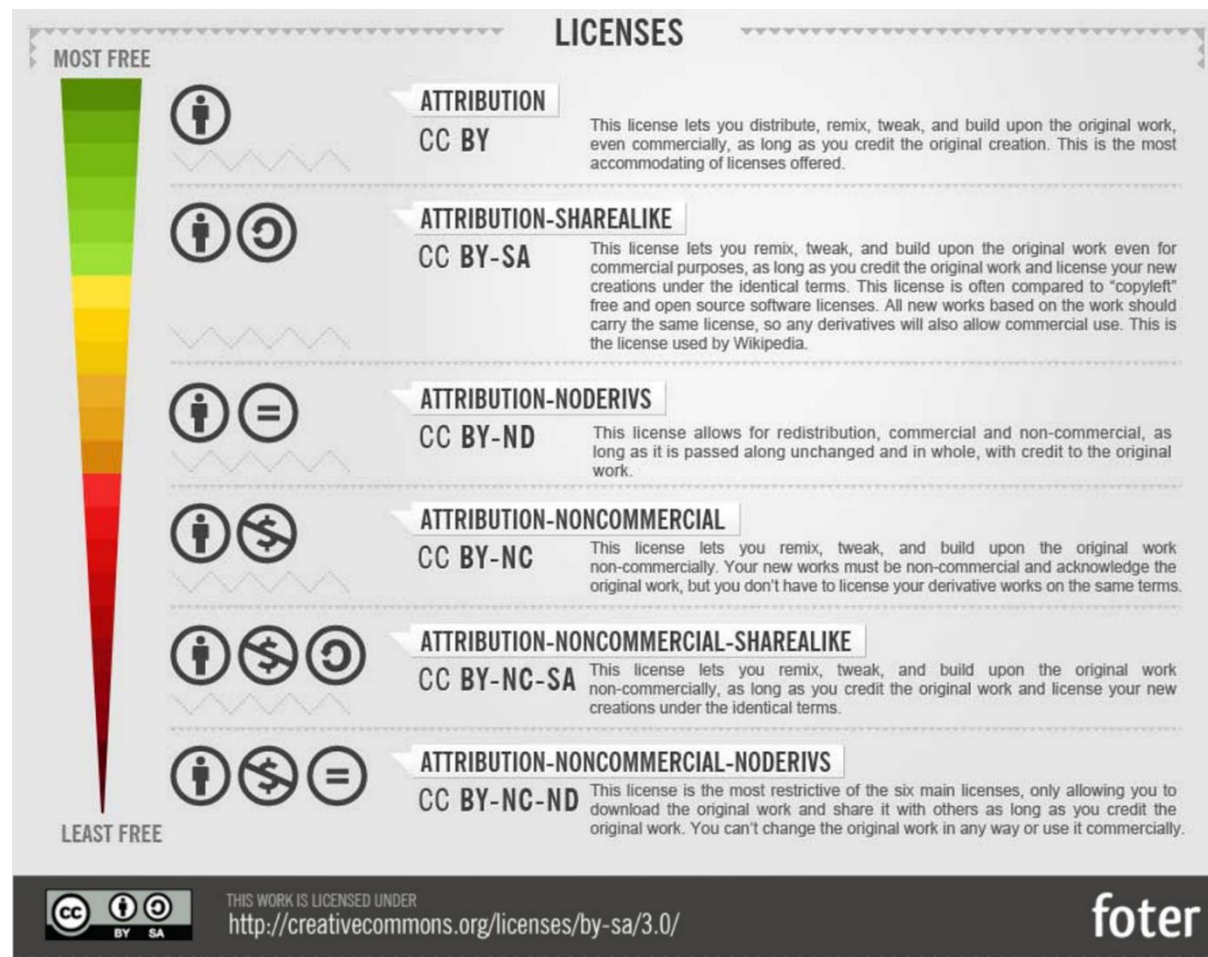 LICENSES
MOST FREE
ATTRIBUTION
CC BY
This license lets you distribute, remix, tweak, and build upon the original work,
even commercially, as long as you credit the original creation. This is the most
accommodating of licenses offered.
ATTRIBUTION-SHAREALIKE
CC BY-SA
This license lets you remix, tweak, and build upon the original work even for
commercial purposes, as long as you credit the original work and license your new
creations under the identical terms. This license is often compared to “copyleft”
free and open source software licenses. All new works based on the work should
carry the same license, so any derivatives will also allow commercial use. This is
the license used by Wikipedia.
ATTRIBUTION-NODERIVS
CC BY-ND
This license allows for redistribution, commercial and non-commercial, as
long as it is passed along unchanged and in whole, with credit to the original
work.
ATTRIBUTION-NONCOMMERCIAL
CC BY-NC
This license lets you remix, tweak, and build upon the original work
non-commercially. Your new works must be non-commercial and acknowledge the
original work, but you don’t have to license your derivative works on the same terms.
ATTRIBUTION-NONCOMMERCIAL-SHAREALIKE
CC BY-NC-SA
This license lets you remix, tweak, and build upon the original work
non-commercially, as long as you credit the original work and license your new
creations under the identical terms.
ATTRIBUTION-NONCOMMERCIAL-NODERIVS
CC BY-NC-ND
This license is the most restrictive of the six main licenses, only allowing you to
download the original work and share it with others as long as you credit the
original work. You can’t change the original work in any way or use it commercially.
LEAST FREE
cc BY SA
THIS WORK IS LICENSED UNDER
http://creativecommons.org/licenses/by-sa/3.0/
foter